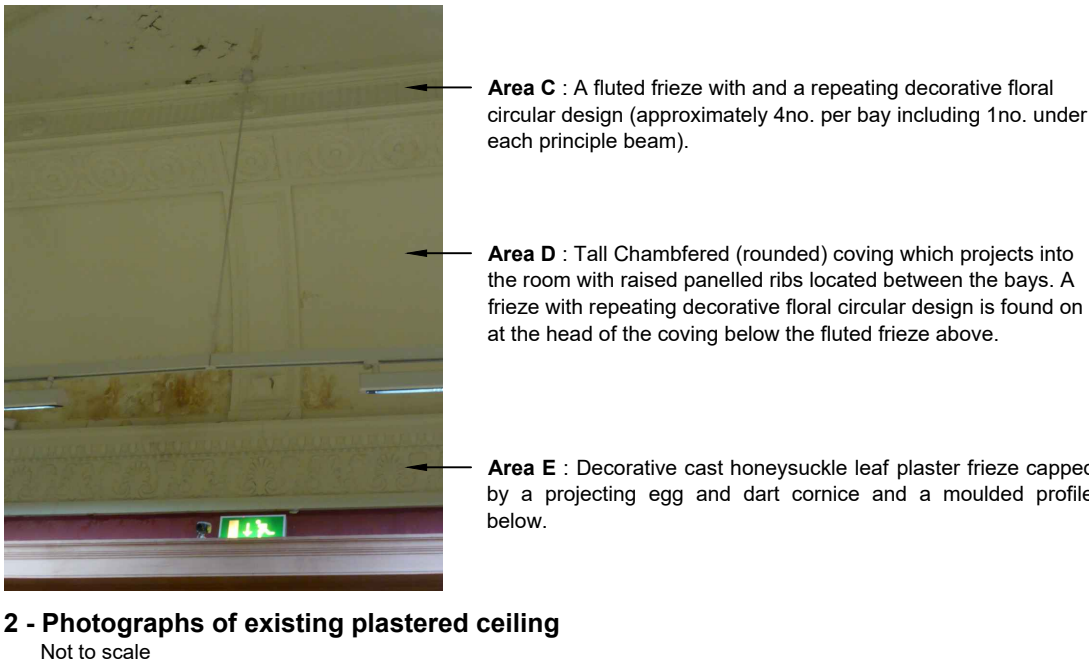 Area C : A fluted frieze with and a repeating decorative floral
circular design (approximately 4no. per bay including 1no. under
each principle beam).
Area D : Tall Chambfered (rounded) coving which projects into
the room with raised panelled ribs located between the bays. A
frieze with repeating decorative floral circular design is found on
at the head of the coving below the fluted frieze above.
Area E : Decorative cast honeysuckle leaf plaster frieze capped
by a projecting egg and dart cornice and a moulded profile
below.
2 - Photographs of existing plastered ceiling
Not to scale